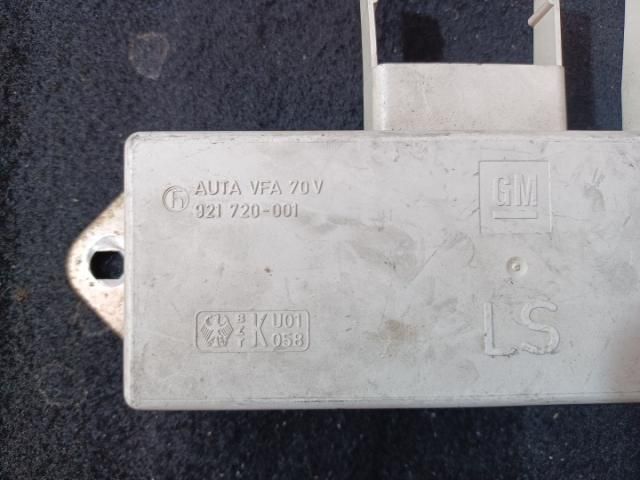 h AUTA VFA 70 V
921 720-001
GM
B Z T K U01 058
LS